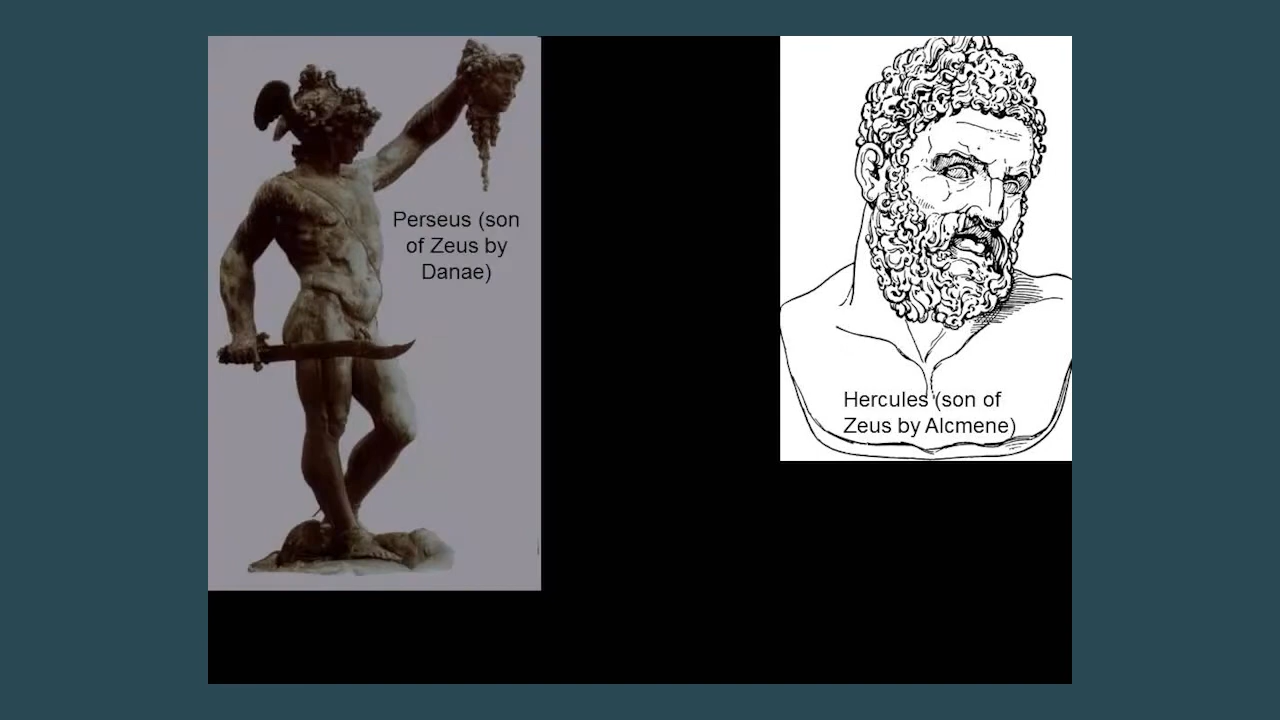 Perseus (son
of Zeus by
Danae)
Hercules (son of
Zeus by Alcmene)